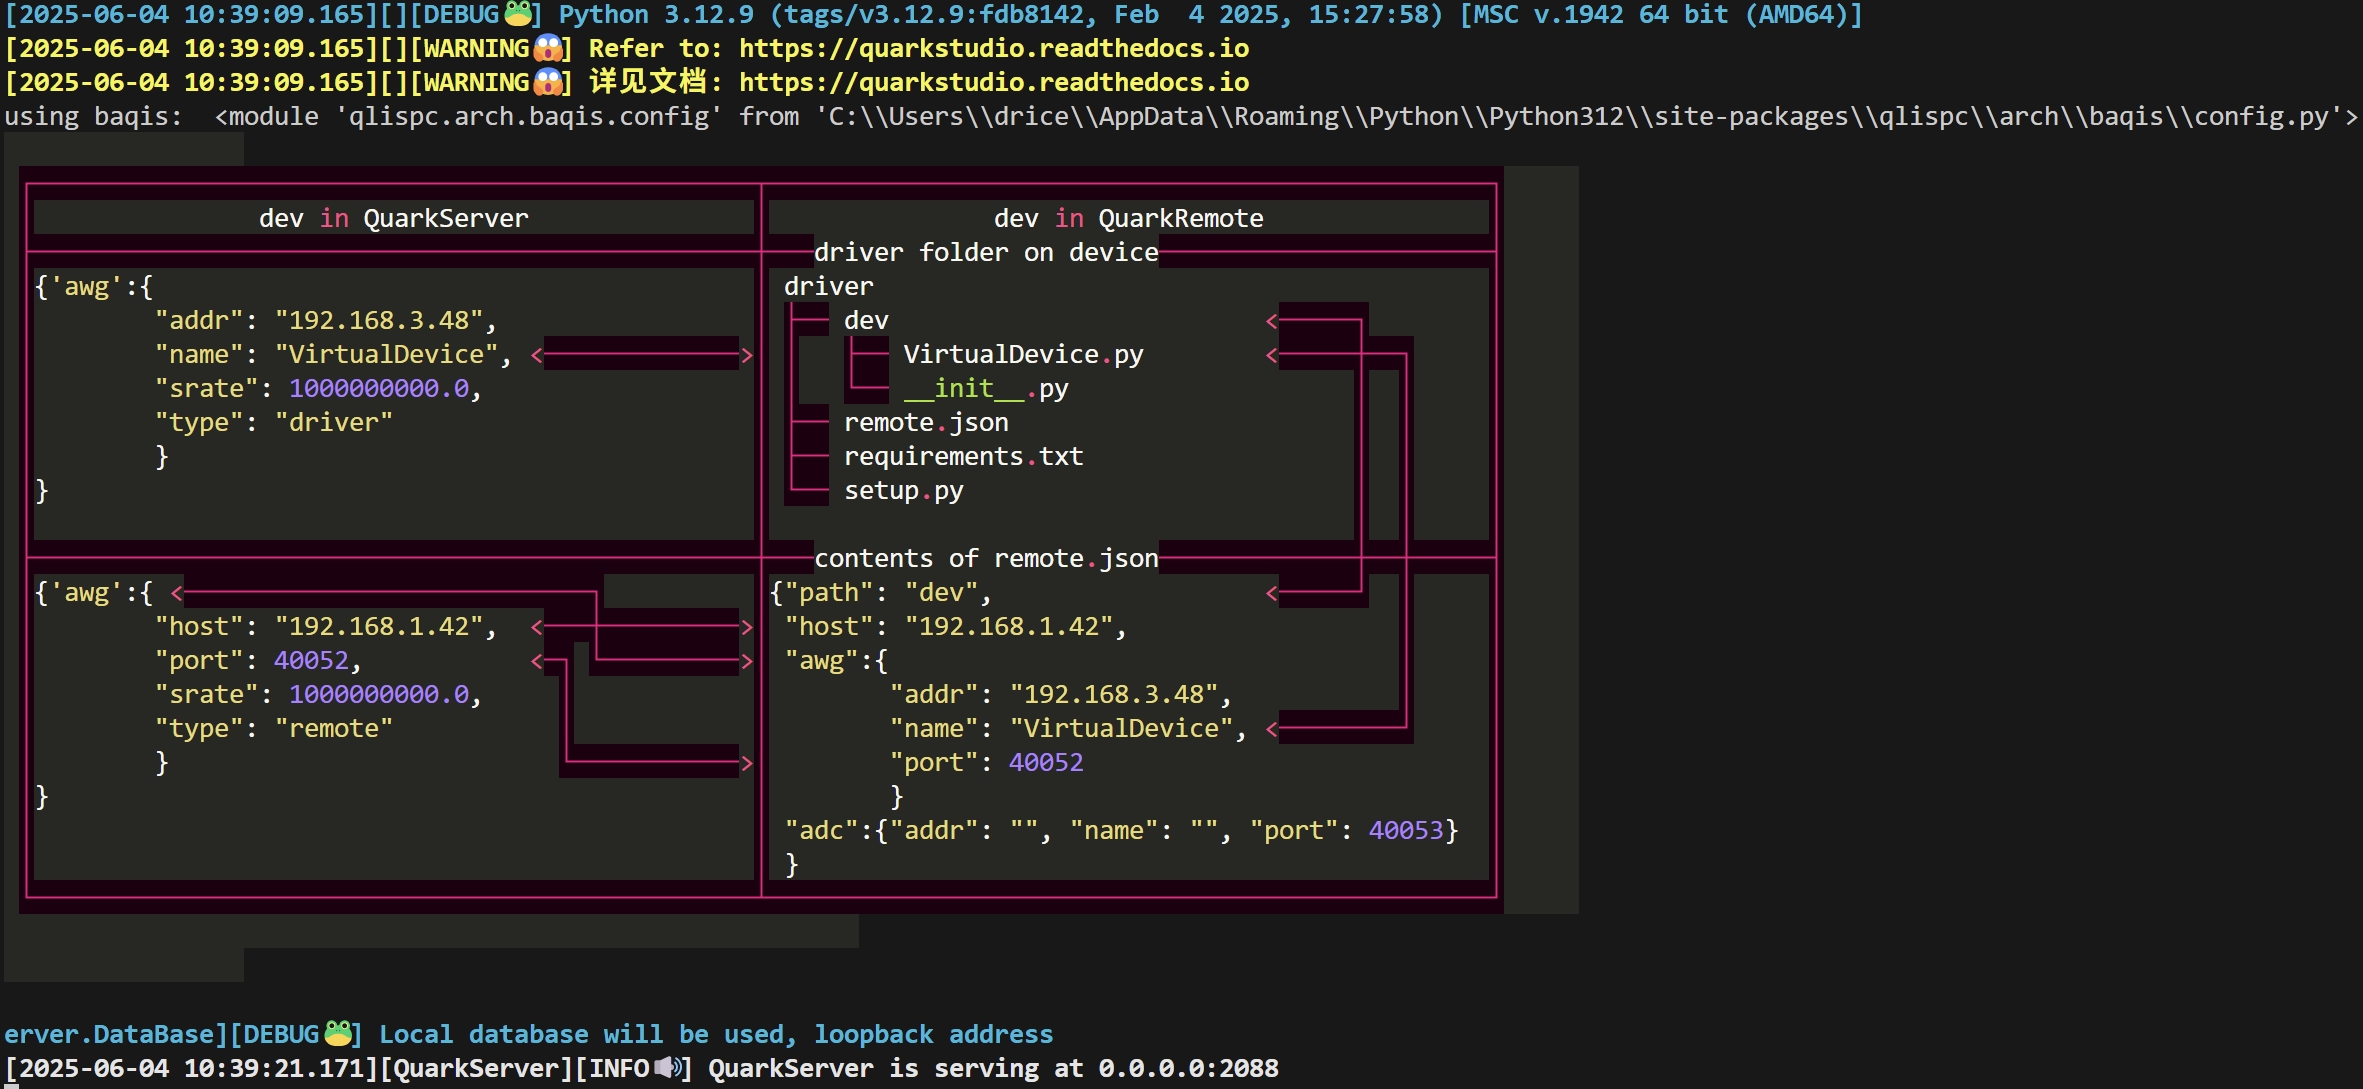 [2025-06-04 10:39:09.165][][DEBUG🐸] Python 3.12.9 (tags/v3.12.9:fdb8142, Feb  4 2025, 15:27:58) [MSC v.1942 64 bit (AMD64)]
[2025-06-04 10:39:09.165][][WARNING😱] Refer to: https://quarkstudio.readthedocs.io
[2025-06-04 10:39:09.165][][WARNING😱] 详见文档: https://quarkstudio.readthedocs.io
using baqis:  <module 'qlispc.arch.baqis.config' from 'C:\\Users\\drice\\AppData\\Roaming\\Python\\Python312\\site-packages\\qlispc\\arch\\baqis\\config.py'>
dev in QuarkServer
{'awg':{
"addr": "192.168.3.48",
"name": "VirtualDevice",
"srate": 1000000000.0,
"type": "driver"
}
}
{'awg':{
"host": "192.168.1.42",
"port": 40052,
"srate": 1000000000.0,
"type": "remote"
}
}
dev in QuarkRemote
driver folder on device
driver
dev
VirtualDevice.py
__init__.py
remote.json
requirements.txt
setup.py
contents of remote.json
{"path": "dev",
"host": "192.168.1.42",
"awg":{
"addr": "192.168.3.48",
"name": "VirtualDevice",
"port": 40052
}
"adc":{"addr": "", "name": "", "port": 40053}
}
erver.DataBase][DEBUG🐸] Local database will be used, loopback address
[2025-06-04 10:39:21.171][QuarkServer][INFO🔊] QuarkServer is serving at 0.0.0.0:2088